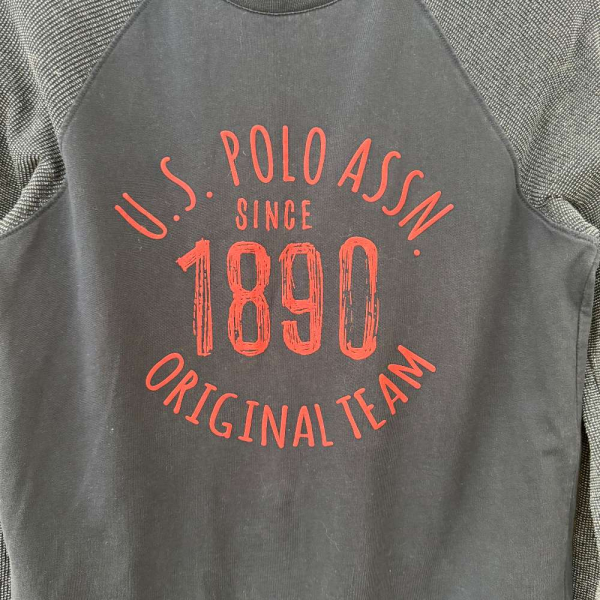 U.S. POLO ASSN.
SINCE
1890
ORIGINAL TEAM